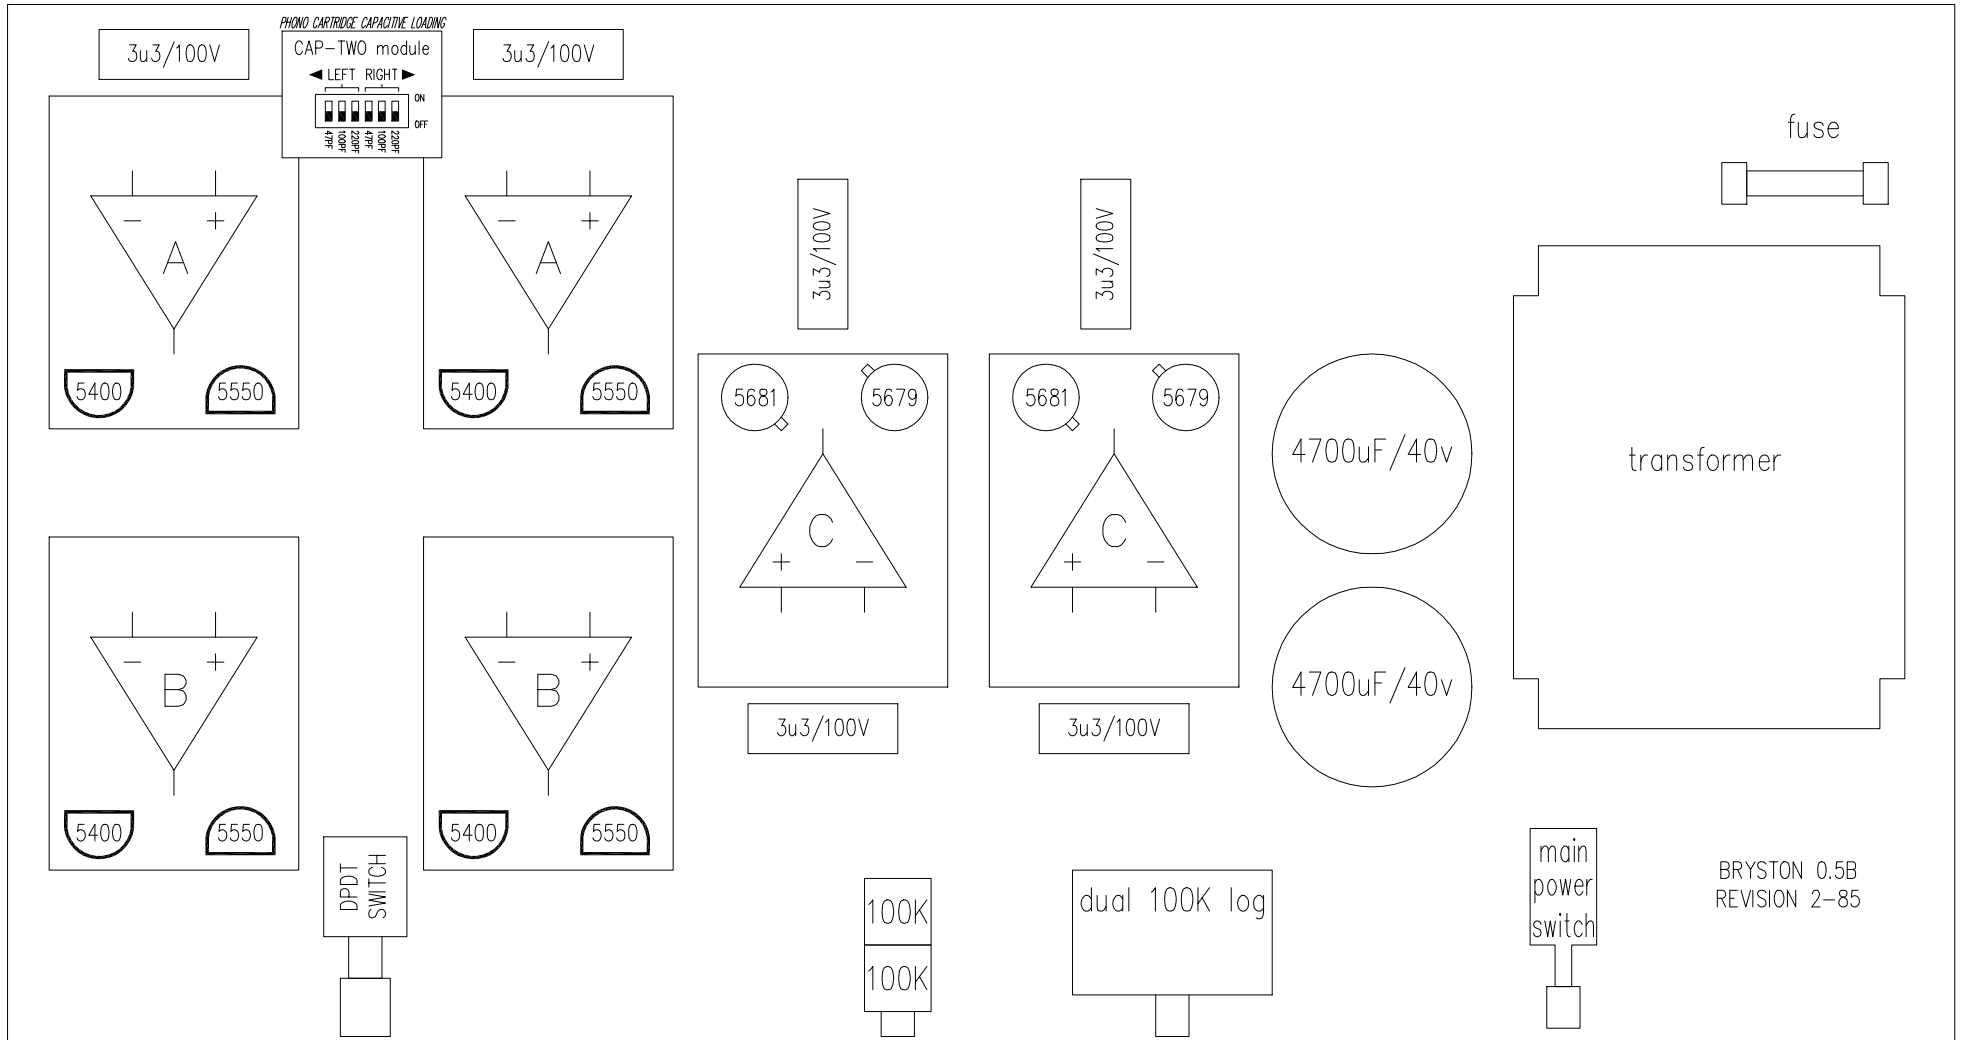 PHONO CARTRIDGE CAPACITIVE LOADING
3u3/100V
CAP-TWO module
3u3/100V
◄ LEFT RIGHT ►
ON
OFF
47PF
100PF
220PF
47PF
100PF
220PF
fuse
- +
A
- +
A
3u3/100V
3u3/100V
5400
5550
5400
5550
5681
5679
5681
5679
4700uF/40v
transformer
C
+ -
C
+ -
- +
B
- +
B
4700uF/40v
3u3/100V
3u3/100V
5400
5550
5400
5550
DPDT
SWITCH
100K
100K
dual 100K log
main
power
switch
BRYSTON 0.5B
REVISION 2-85